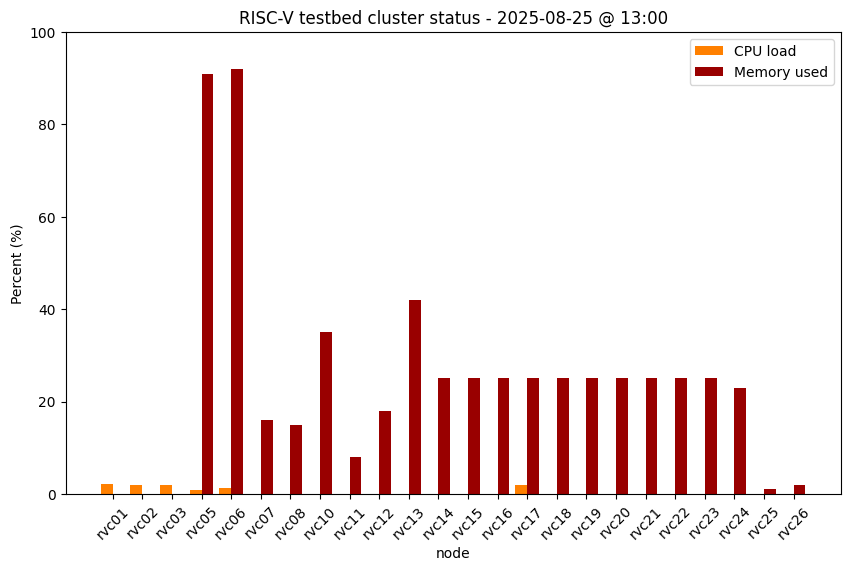 RISC-V testbed cluster status - 2025-08-25 @ 13:00
CPU load
Memory used
Percent (%)
100
80
60
40
20
0
rvc01 rvc02 rvc03 rvc05 rvc06 rvc07 rvc08 rvc10 rvc11 rvc12 rvc13 rvc14 rvc15 rvc16 rvc17 rvc18 rvc19 rvc20 rvc21 rvc22 rvc23 rvc24 rvc25 rvc26
node